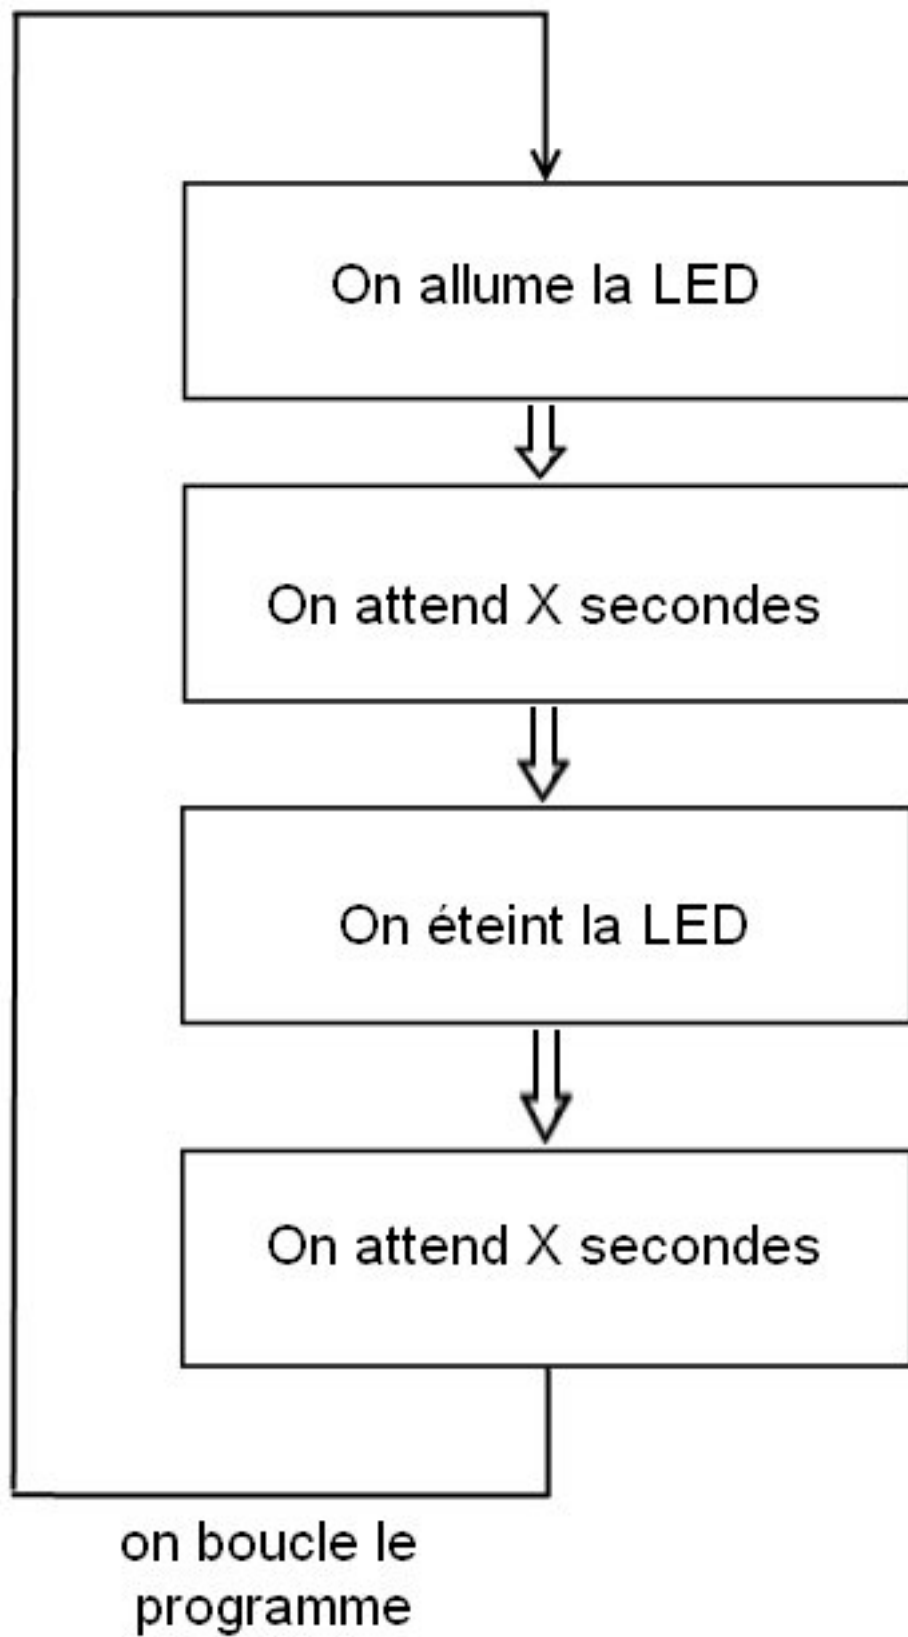 On allume la LED
On attend X secondes
On éteint la LED
On attend X secondes
on boucle le
programme